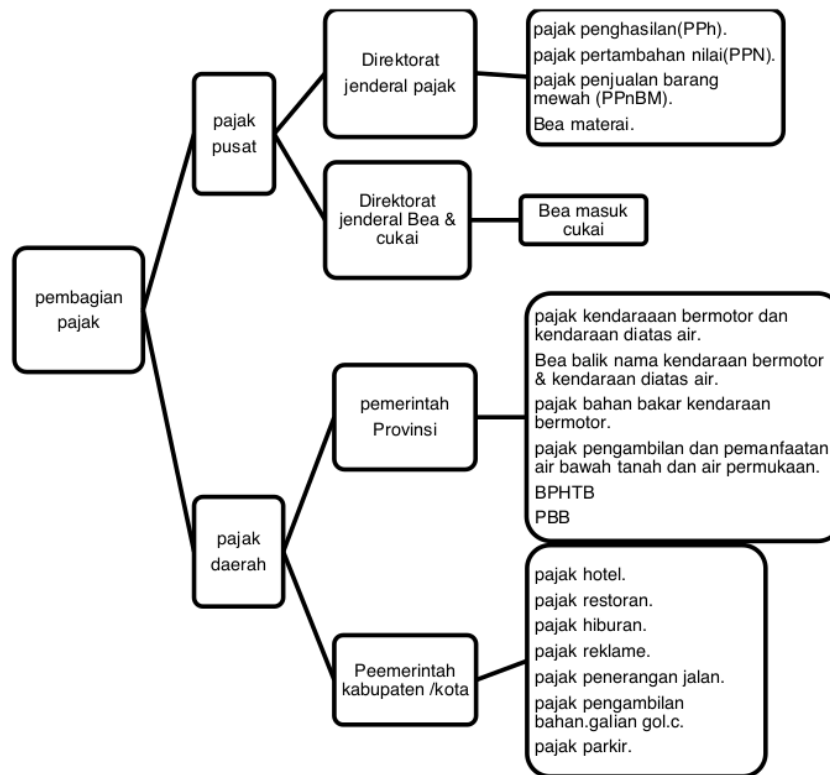 pembagian
pajak
pajak
pusat
Direktorat
jenderal pajak
pajak penghasilan(PPh).
pajak pertambahan nilai(PPN).
pajak penjualan barang
mewah (PPnBM).
Bea materai.
Direktorat
jenderal Bea &
cukai
Bea masuk
cukai
pajak
daerah
pemerintah
Provinsi
pajak kendaraaan bermotor dan
kendaraan diatas air.
Bea balik nama kendaraan bermotor
& kendaraan diatas air.
pajak bahan bakar kendaraan
bermotor.
pajak pengambilan dan pemanfaatan
air bawah tanah dan air permukaan.
BPHTB
PBB
Peemerintah
kabupaten /kota
pajak hotel.
pajak restoran.
pajak hiburan.
pajak reklame.
pajak penerangan jalan.
pajak pengambilan
bahan.galian gol.c.
pajak parkir.